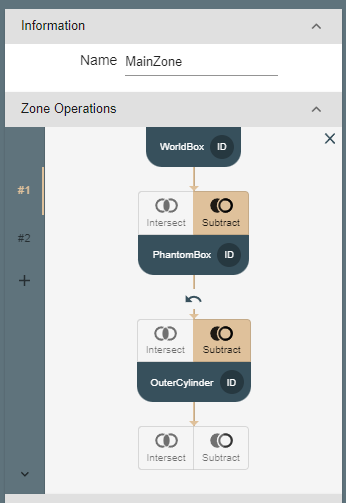 Information
Name MainZone
Zone Operations
WorldBox ID
#1
Intersect Subtract
#2
PhantomBox ID
Intersect Subtract
OuterCylinder ID
Intersect Subtract